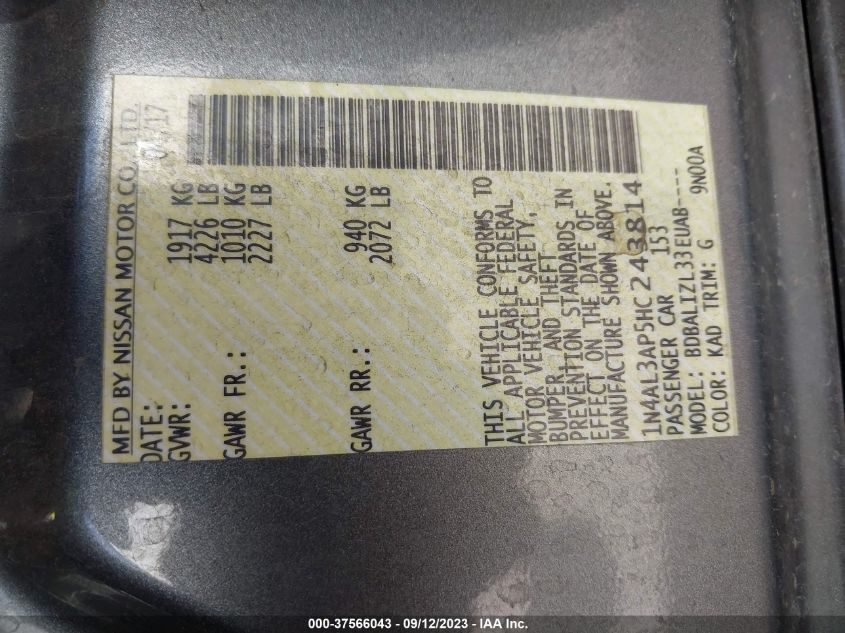 MFD BY NISSAN MOTOR CO., LTD.
DATE: /17
GVWR: 1917 KG
4226 LB
GAWR FR.: 1010 KG
2227 LB
GAWR RR.: 940 KG
2072 LB
THIS VEHICLE CONFORMS TO
ALL APPLICABLE FEDERAL
MOTOR VEHICLE SAFETY,
BUMPER, AND THEFT
PREVENTION STANDARDS IN
EFFECT ON THE DATE OF
MANUFACTURE SHOWN ABOVE.
1N4AL3AP5HC243814
PASSENGER CAR 153
MODEL: BDBALIZL33EUAB----
COLOR: KAD TRIM: G 9N00A
000-37566043 - 09/12/2023 - IAA Inc.